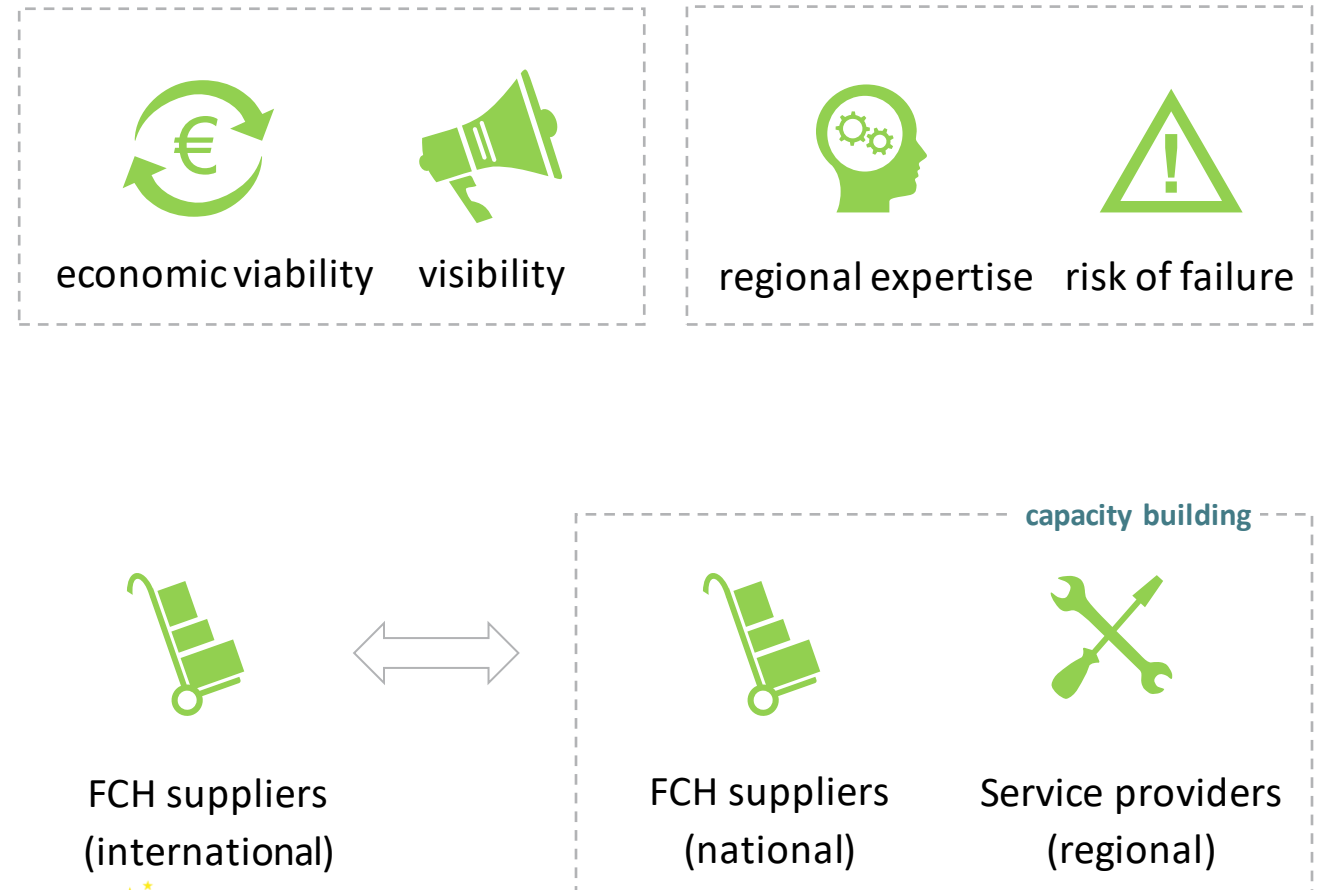 €
!
economic viability
visibility
regional expertise
risk of failure
capacity building
FCH suppliers
(international)
FCH suppliers
(national)
Service providers
(regional)